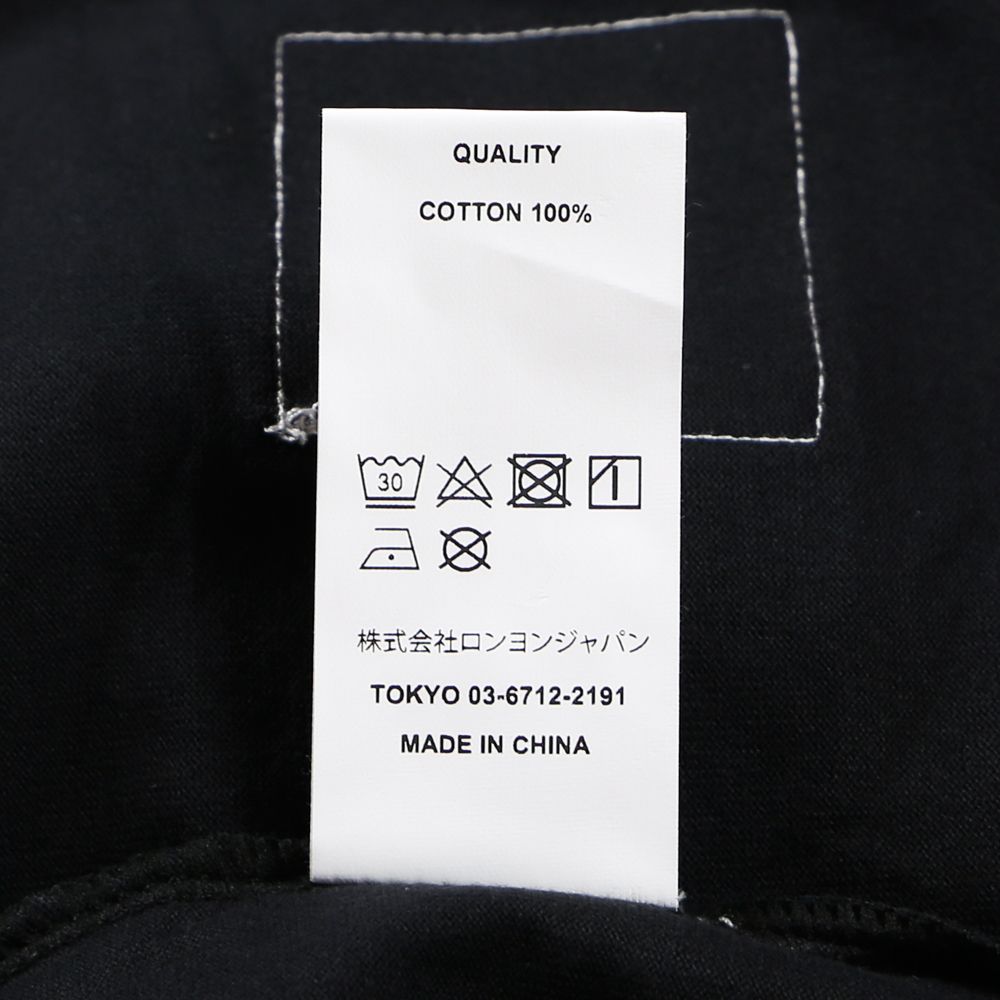 QUALITY
COTTON 100%
30
株式会社ロンヨンジャパン
TOKYO 03-6712-2191
MADE IN CHINA